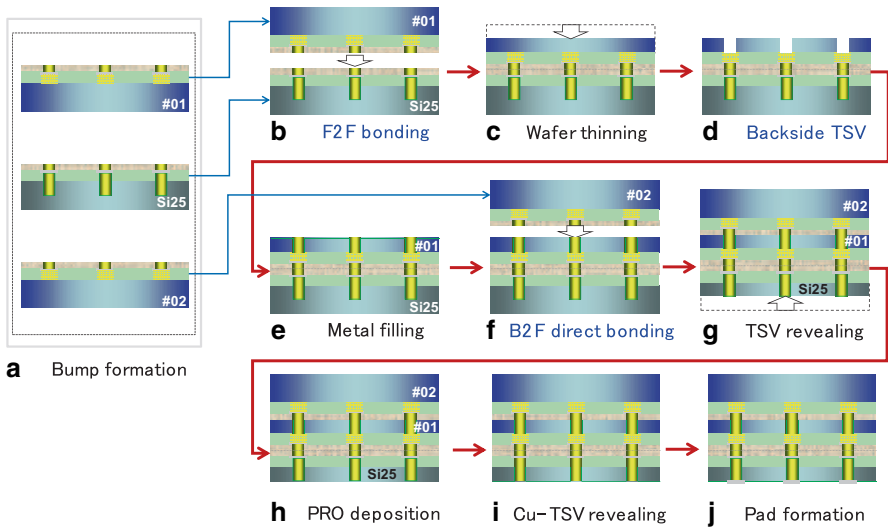 #01
Si25
#02
a Bump formation
#01
Si25
b F2F bonding
c Wafer thinning
d Backside TSV
#01
Si25
e Metal filling
#02
f B2F direct bonding
#02
#01
Si25
g TSV revealing
#02
#01
Si25
h PRO deposition
i Cu-TSV revealing
j Pad formation